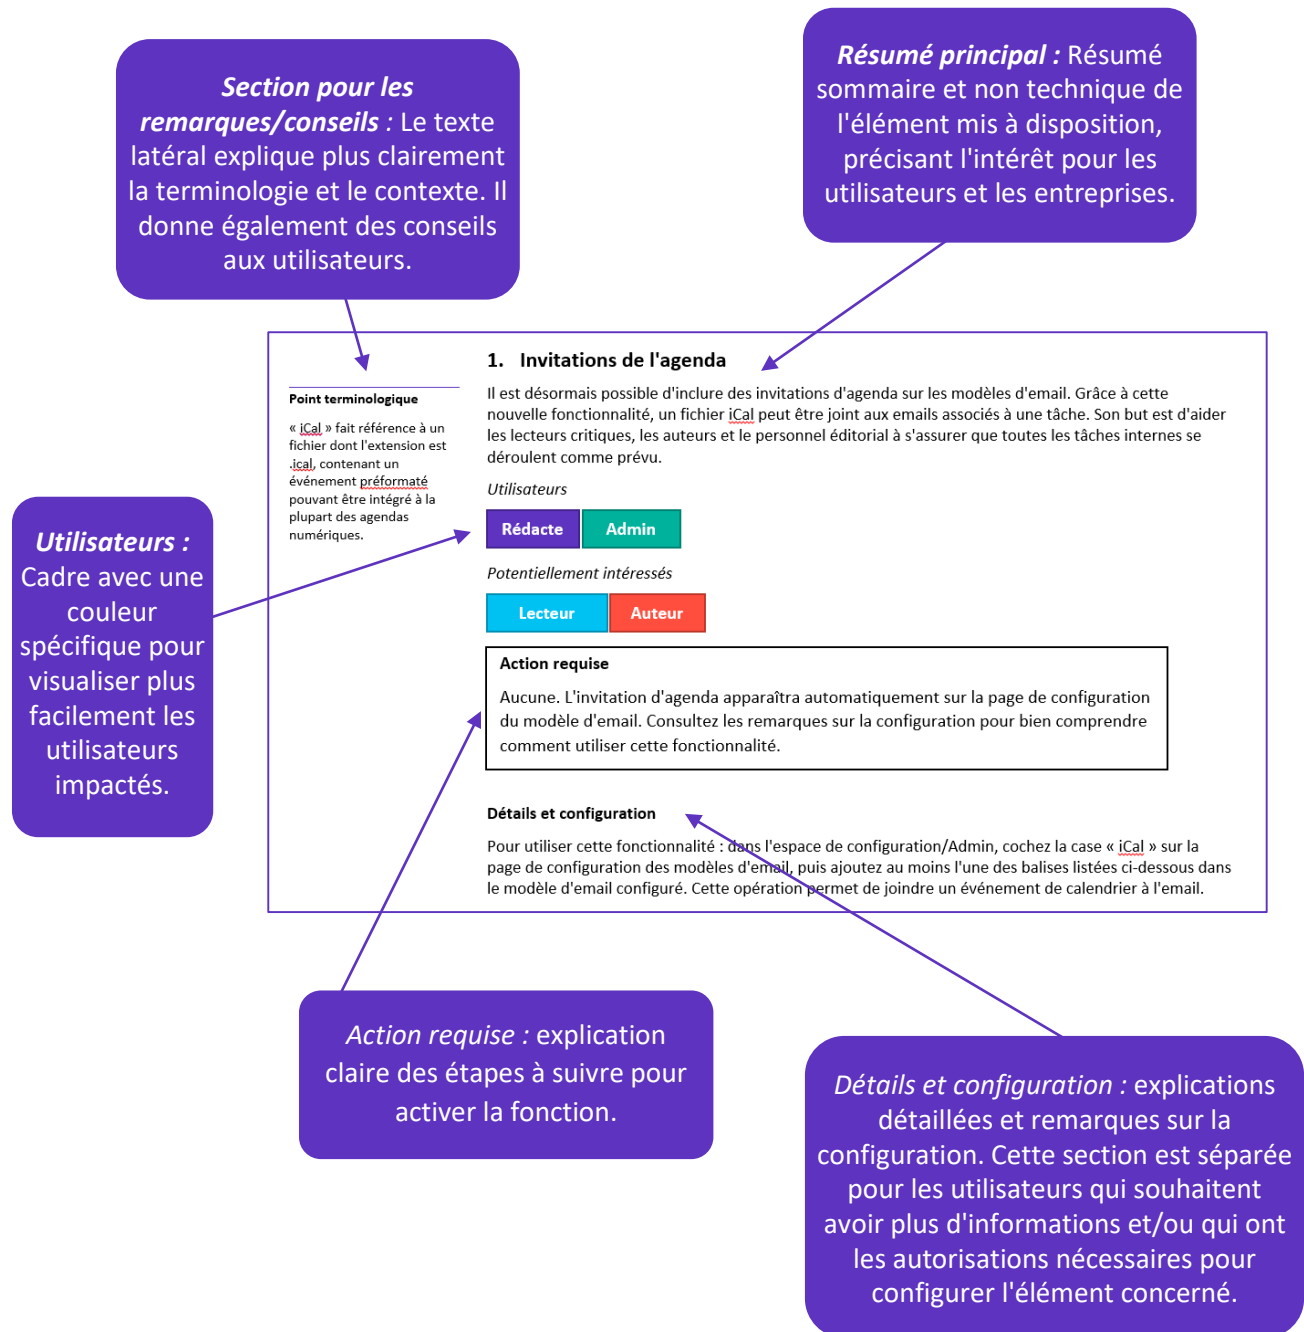 Section pour les
remarques/conseils : Le texte
latéral explique plus clairement
la terminologie et le contexte. Il
donne également des conseils
aux utilisateurs.
Résumé principal : Résumé
sommaire et non technique de
l'élément mis à disposition,
précisant l'intérêt pour les
utilisateurs et les entreprises.
Point terminologique
« iCal » fait référence à un
fichier dont l'extension est
.ical, contenant un
événement préformaté
pouvant être intégré à la
plupart des agendas
numériques.
1. Invitations de l'agenda
Il est désormais possible d'inclure des invitations d'agenda sur les modèles d'email. Grâce à cette
nouvelle fonctionnalité, un fichier iCal peut être joint aux emails associés à une tâche. Son but est d'aider
les lecteurs critiques, les auteurs et le personnel éditorial à s'assurer que toutes les tâches internes se
déroulent comme prévu.
Utilisateurs
Rédacte Admin
Potentiellement intéressés
Lecteur Auteur
Action requise
Aucune. L'invitation d'agenda apparaîtra automatiquement sur la page de configuration
du modèle d'email. Consultez les remarques sur la configuration pour bien comprendre
comment utiliser cette fonctionnalité.
Détails et configuration
Pour utiliser cette fonctionnalité : dans l'espace de configuration/Admin, cochez la case « iCal » sur la
page de configuration des modèles d'email, puis ajoutez au moins l'une des balises listées ci-dessous dans
le modèle d'email configuré. Cette opération permet de joindre un événement de calendrier à l'email.
Utilisateurs :
Cadre avec une
couleur
spécifique pour
visualiser plus
facilement les
utilisateurs
impactés.
Action requise : explication
claire des étapes à suivre pour
activer la fonction.
Détails et configuration : explications
détaillées et remarques sur la
configuration. Cette section est séparée
pour les utilisateurs qui souhaitent
avoir plus d'informations et/ou qui ont
les autorisations nécessaires pour
configurer l'élément concerné.